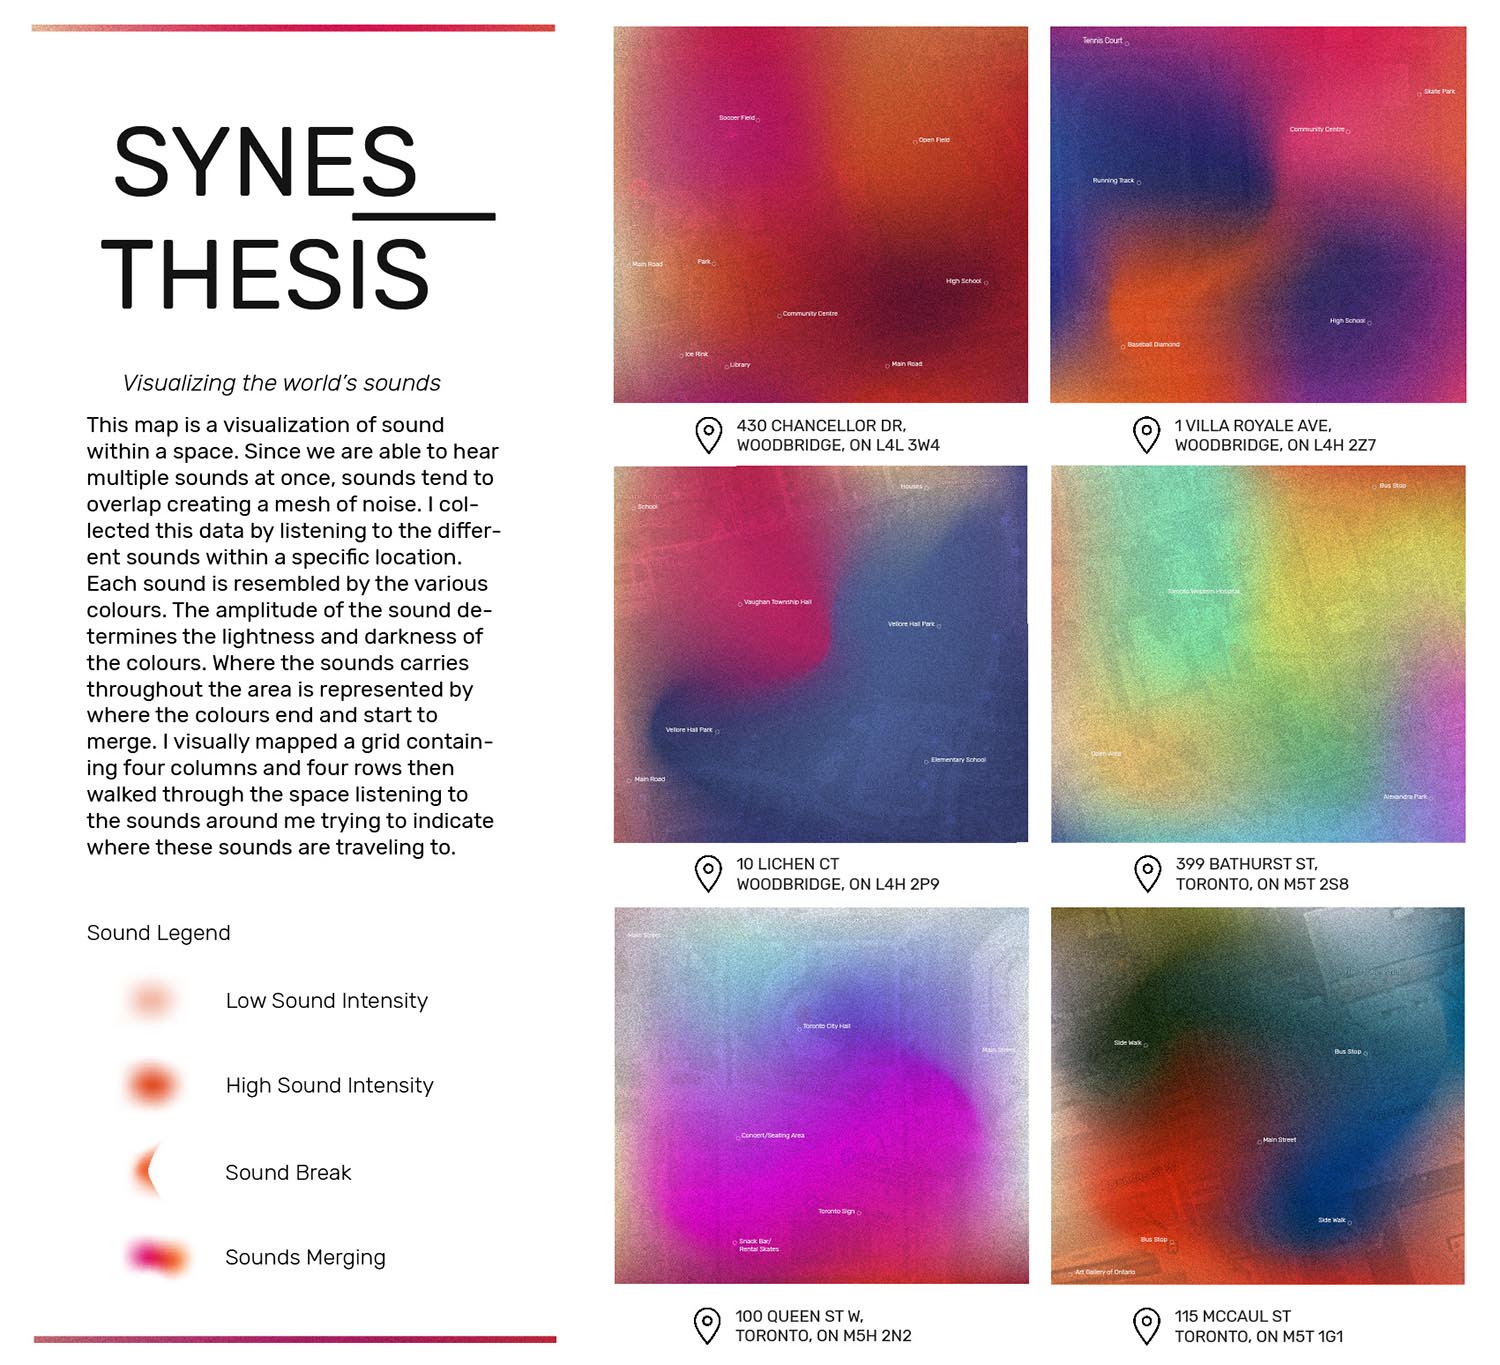 SYNES
THESIS
Visualizing the world's sounds
This map is a visualization of sound
within a space. Since we are able to hear
multiple sounds at once, sounds tend to
overlap creating a mesh of noise. I col-
lected this data by listening to the differ-
ent sounds within a specific location.
Each sound is resembled by the various
colours. The amplitude of the sound de-
termines the lightness and darkness of
the colours. Where the sounds carries
throughout the area is represented by
where the colours end and start to
merge. I visually mapped a grid contain-
ing four columns and four rows then
walked through the space listening to
the sounds around me trying to indicate
where these sounds are traveling to.
Sound Legend
Low Sound Intensity
High Sound Intensity
Sound Break
Sounds Merging
Soccer Field
Open Field
Main Road
Park
High School
Community Centre
Ice Rink
Library
Main Road
430 CHANCELLOR DR,
WOODBRIDGE, ON L4L 3W4
Tennis Court
Skate Park
Community Centre
Running Track
High School
Baseball Diamond
1 VILLA ROYALE AVE,
WOODBRIDGE, ON L4H 2Z7
Houses
School
Vaughan Township Hall
Vellore Hall Park
Vellore Hall Park
Elementary School
Main Road
10 LICHEN CT
WOODBRIDGE, ON L4H 2P9
Bus Stop
Toronto Western Hospital
Open Area
Alexandra Park
399 BATHURST ST,
TORONTO, ON M5T 2S8
Main Street
Toronto City Hall
Main Street
Concert/Seating Area
Toronto Sign
Snack Bar/
Rental Skates
100 QUEEN ST W,
TORONTO, ON M5H 2N2
Side Walk
Bus Stop
Main Street
Side Walk
Bus Stop
Art Gallery of Ontario
115 MCCAUL ST
TORONTO, ON M5T 1G1